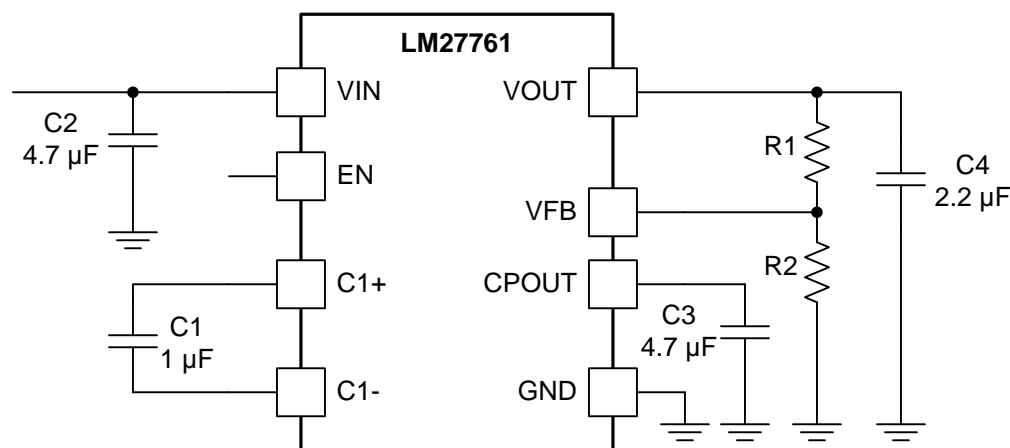 LM27761
VIN
VOUT
C2
4.7 µF
R1
EN
C4
2.2 µF
VFB
R2
C1+
CPOUT
C1
1 µF
C3
4.7 µF
C1-
GND